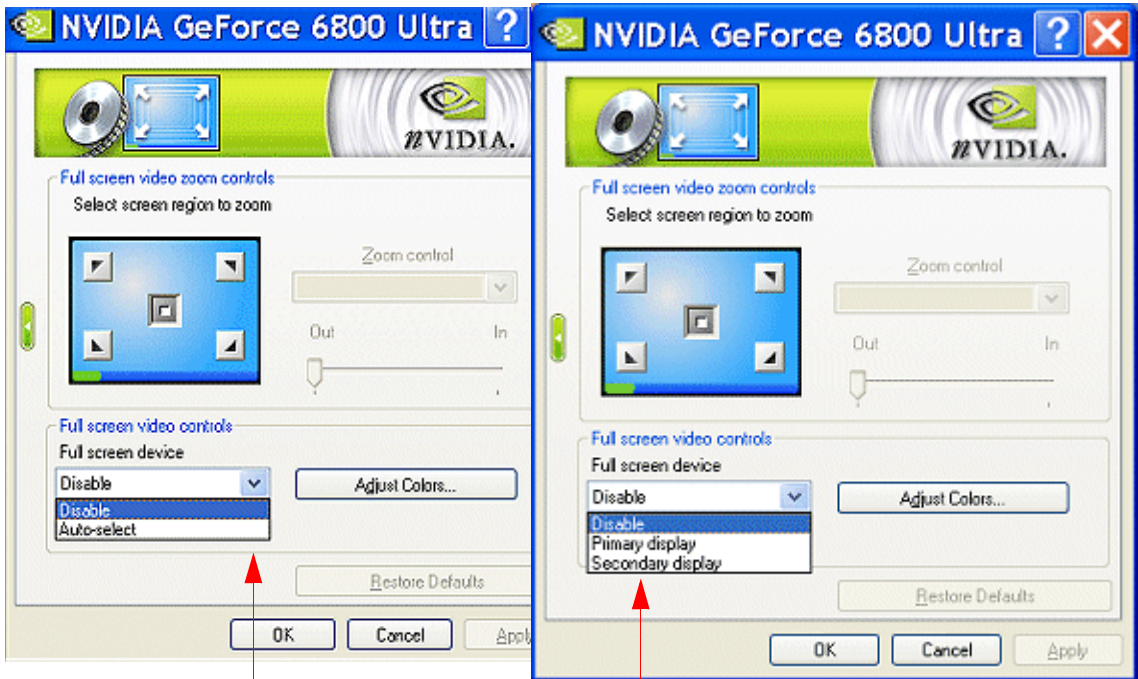 NVIDIA GeForce 6800 Ultra ?
nVIDIA.
Full screen video zoom controls
Select screen region to zoom
Zoom control
Out In
Full screen video controls
Full screen device
Disable
Adjust Colors...
Disable
Auto-select
Restore Defaults
OK Cancel
NVIDIA GeForce 6800 Ultra ? X
nVIDIA.
Full screen video zoom controls
Select screen region to zoom
Zoom control
Out In
Full screen video controls
Full screen device
Disable
Adjust Colors...
Disable
Primary display
Secondary display
Restore Defaults
OK Cancel Apply